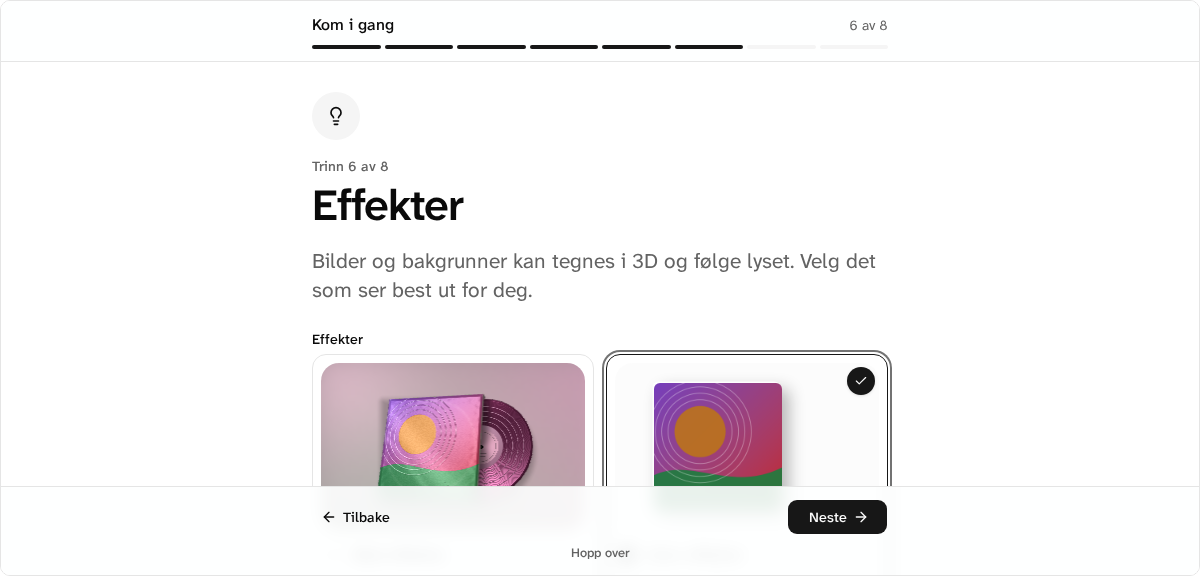 Kom i gang
6 av 8
Trinn 6 av 8
Effekter
Bilder og bakgrunner kan tegnes i 3D og følge lyset. Velg det
som ser best ut for deg.
Effekter
Tilbake
Neste
Hopp over